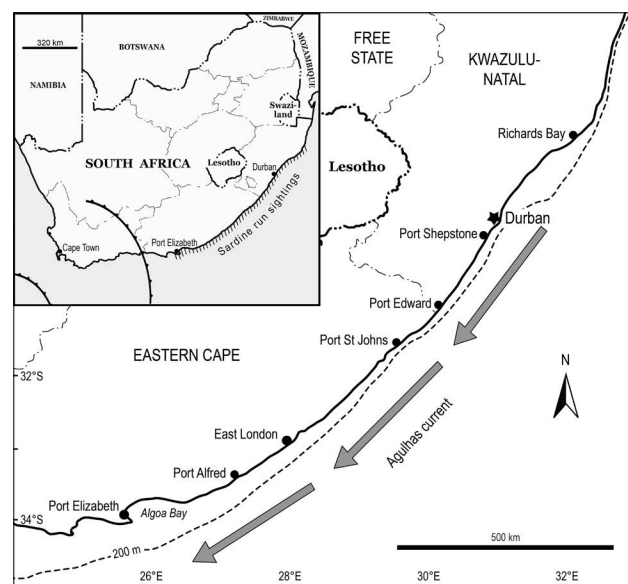 320 km
ZIMBABWE
BOTSWANA
MOZAMBIQUE
NAMIBIA
Swazi-
land
SOUTH AFRICA
Lesotho
Durban
Sardine run sightings
Cape Town
Port Elizabeth
FREE
STATE
KWAZULU-
NATAL
Richards Bay
Lesotho
Durban
Port Shepstone
Port Edward
Port St Johns
EASTERN CAPE
32°S
N
Agulhas current
East London
Port Alfred
Port Elizabeth
Algoa Bay
34°S
200 m
500 km
26°E
28°E
30°E
32°E